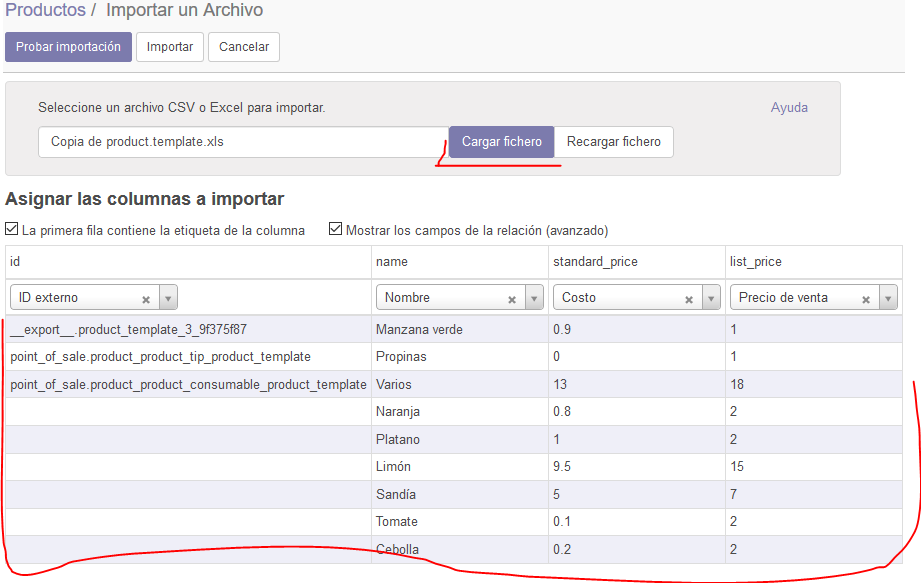 Productos / Importar un Archivo
Probar importación Importar Cancelar
Seleccione un archivo CSV o Excel para importar. Ayuda
Copia de product.template.xls Cargar fichero Recargar fichero
Asignar las columnas a importar
La primera fila contiene la etiqueta de la columna Mostrar los campos de la relación (avanzado)
id name standard_price list_price
ID externo × Nombre × Costo × Precio de venta ×
__export__.product_template_3_9f375f87 Manzana verde 0.9 1
point_of_sale.product_product_tip_product_template Propinas 0 1
point_of_sale.product_product_consumable_product_template Varios 13 18
Naranja 0.8 2
Platano 1 2
Limón 9.5 15
Sandía 5 7
Tomate 0.1 2
Cebolla 0.2 2